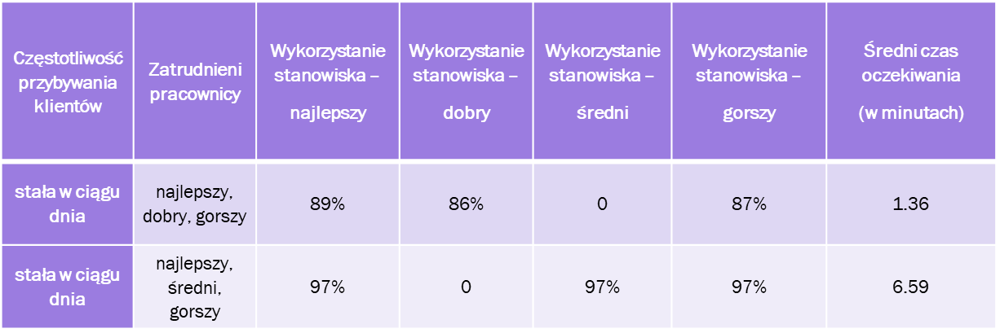 Częstotliwość
przybywania
klientów
Zatrudnieni
pracownicy
Wykorzystanie
stanowiska –
najlepszy
Wykorzystanie
stanowiska –
dobry
Wykorzystanie
stanowiska –
średni
Wykorzystanie
stanowiska –
gorszy
Średni czas
oczekiwania
(w minutach)
stała w ciągu
dnia
najlepszy,
dobry, gorszy
89%
86%
0
87%
1.36
stała w ciągu
dnia
najlepszy,
średni,
gorszy
97%
0
97%
97%
6.59